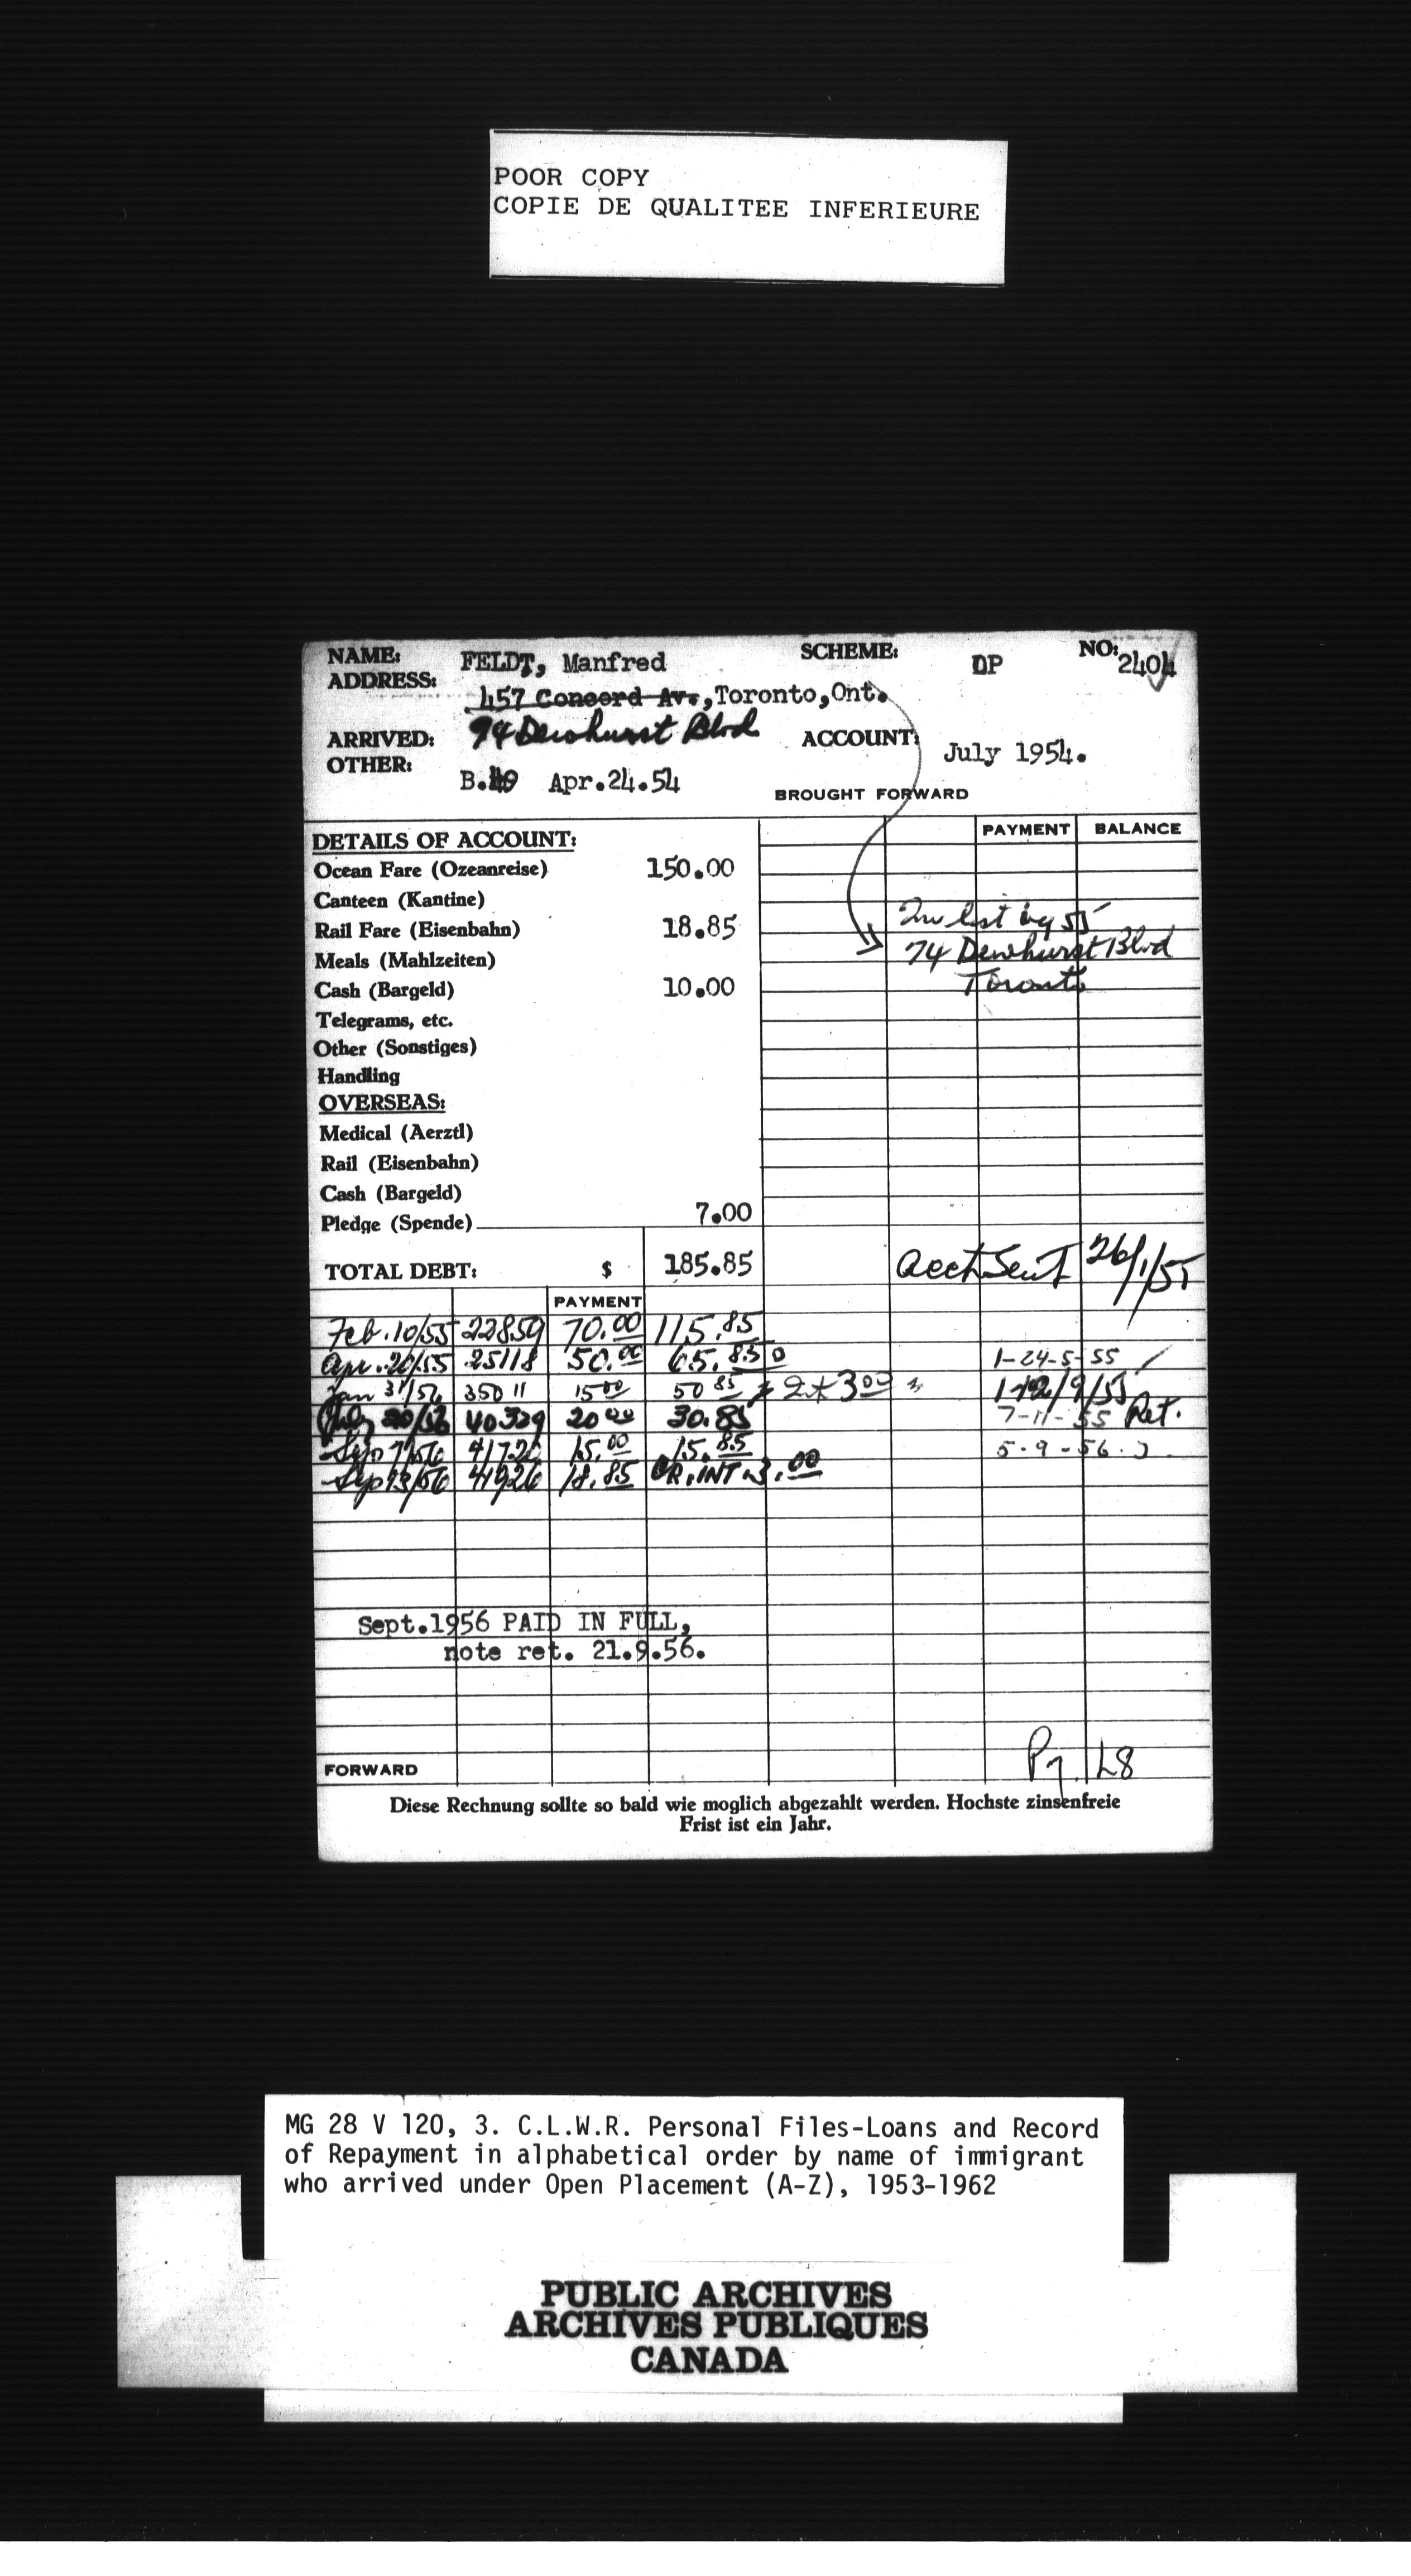 POOR COPY
COPIE DE QUALITEE INFERIEURE
NAME: FELDT, Manfred SCHEME: DP NO: 2404
ADDRESS: 457 Concord Av., Toronto, Ont.
74 Dewhurst Blvd
ARRIVED: ACCOUNT: July 1954.
OTHER: B.49 Apr.24.54
BROUGHT FORWARD
DETAILS OF ACCOUNT: PAYMENT BALANCE
Ocean Fare (Ozeanreise) 150.00
Canteen (Kantine)
Rail Fare (Eisenbahn) 18.85
Meals (Mahlzeiten) 74 Dewhurst Blvd
Cash (Bargeld) 10.00 Toronto
Telegrams, etc.
Other (Sonstiges)
Handling
OVERSEAS:
Medical (Aerztl)
Rail (Eisenbahn)
Cash (Bargeld)
Pledge (Spende) 7.00
TOTAL DEBT: $ 185.85 Acct Sent 26/1/55
PAYMENT
Feb.10/55 22859 70.00 115.85
Apr.20/55 25118 50.00 65.85 1-24-5-55
Jan 31/56 35011 15.00 50.85 3.00
40329 20.00 30.85 7-11-55 Ret.
Sep 7/56 15.00 15.85 5-9-56
Sep 13/56 41926 18.85 OR.INT.3.00
Sept.1956 PAID IN FULL,
note ret. 21.9.56.
FORWARD
Diese Rechnung sollte so bald wie moglich abgezahlt werden. Hochste zinsenfreie
Frist ist ein Jahr.
MG 28 V 120, 3. C.L.W.R. Personal Files-Loans and Record
of Repayment in alphabetical order by name of immigrant
who arrived under Open Placement (A-Z), 1953-1962
PUBLIC ARCHIVES
ARCHIVES PUBLIQUES
CANADA